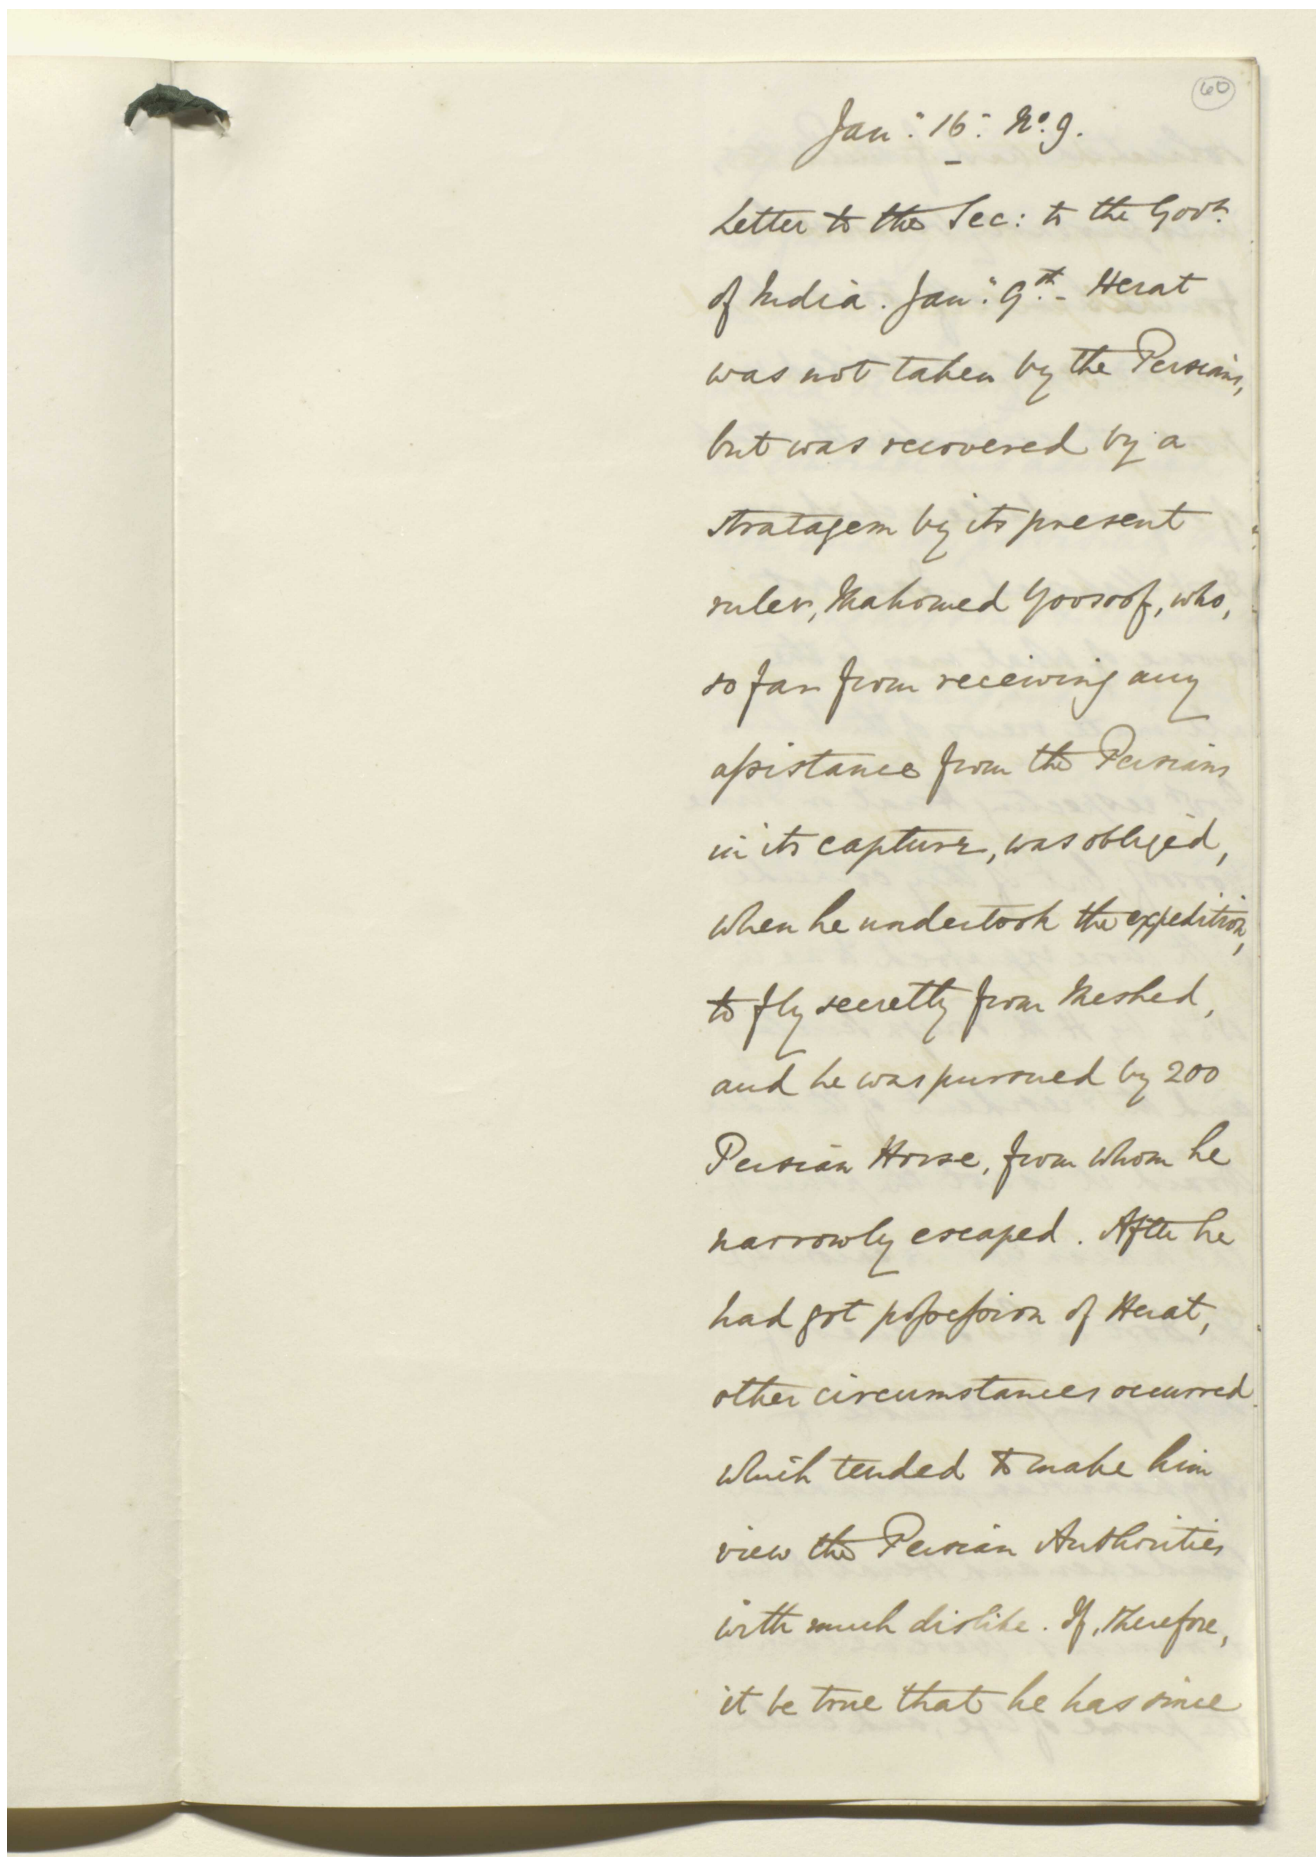 60
Jany: 16: No. 9.
Letter to the Sec: to the Govt.
of India. Jany: 9th.- Herat
was not taken by the Persians,
but was recovered by a
stratagem by its present
ruler, Mahomed Yoosoof, who,
so far from receiving any
assistance from the Persians
in its capture, was obliged,
when he undertook the expedition,
to fly secretly from Meshed,
and he was pursued by 200
Persian Horse, from whom he
narrowly escaped. After he
had got possession of Herat,
other circumstances occurred
which tended to make him
view the Persian Authorities
with much dislike. If, therefore,
it be true that he has since